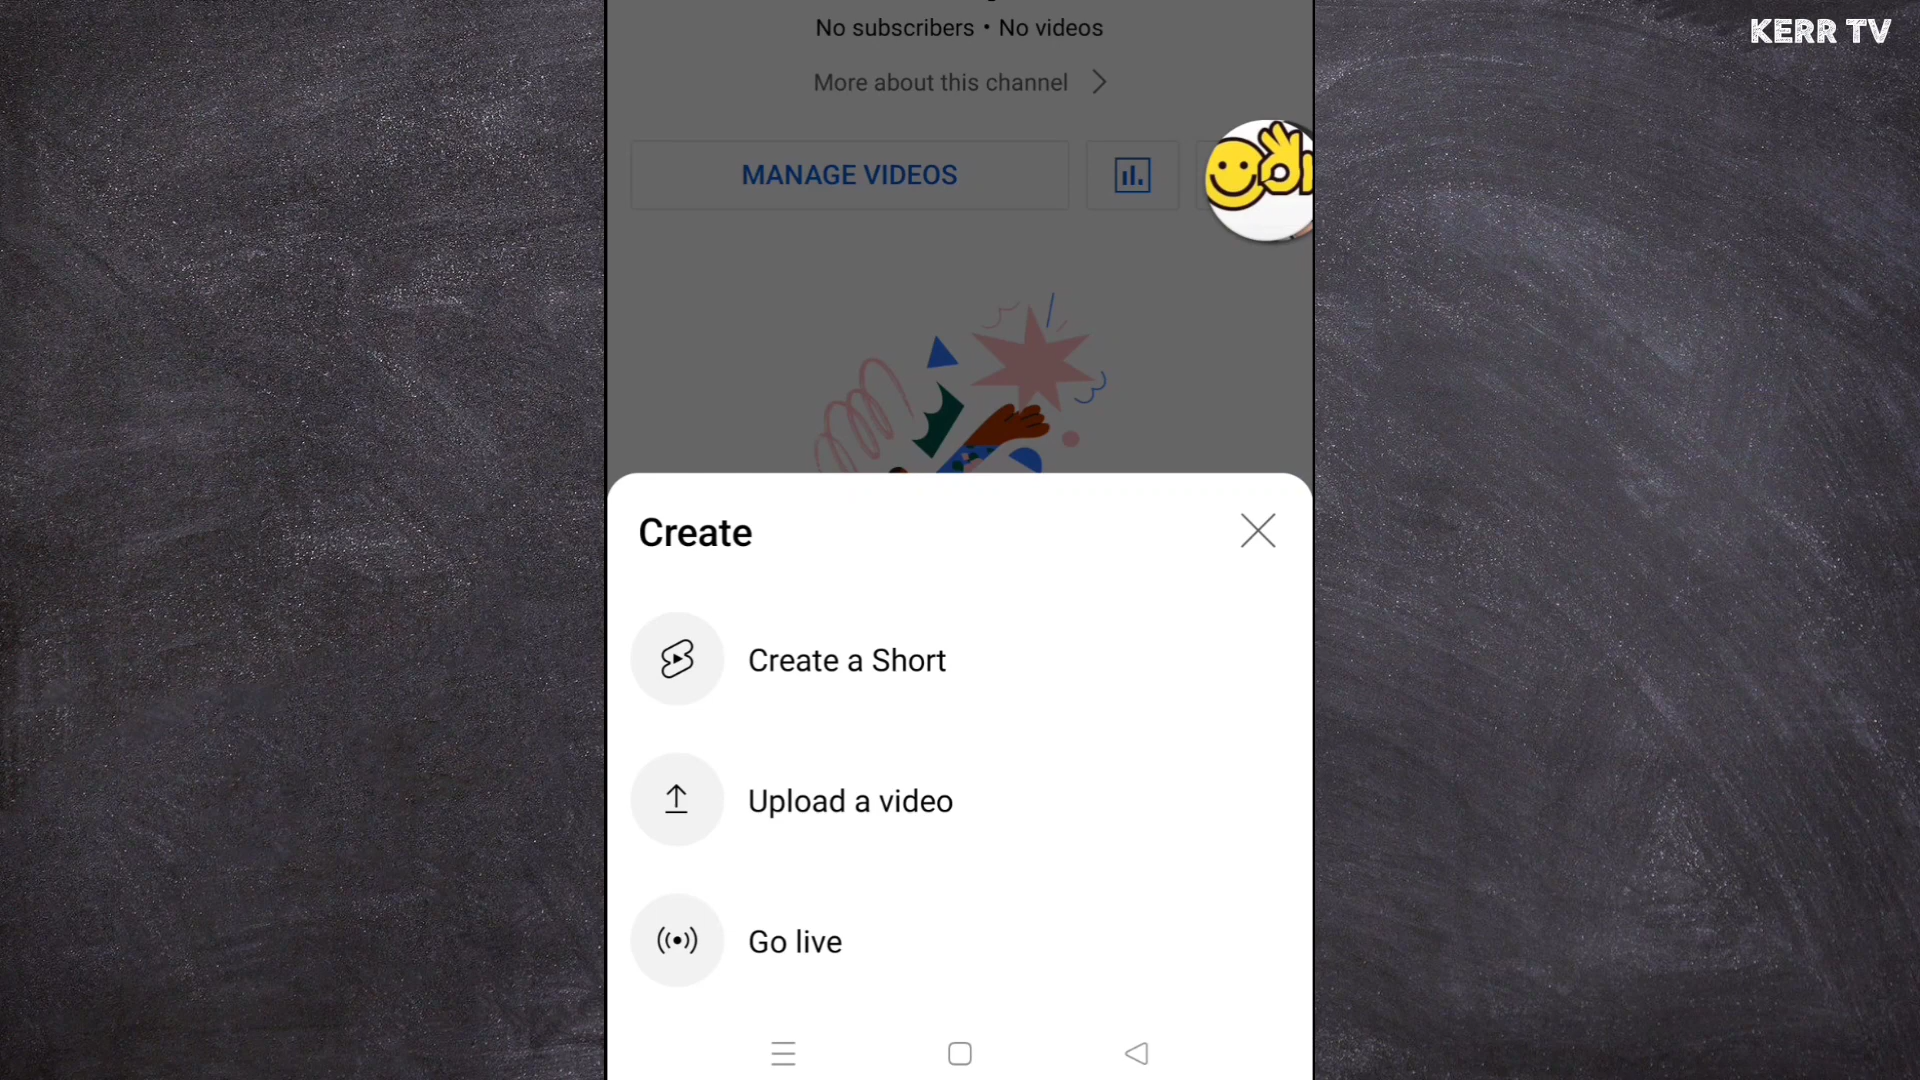 KERR TV
No subscribers • No videos
More about this channel
MANAGE VIDEOS
Create
Create a Short
Upload a video
Go live